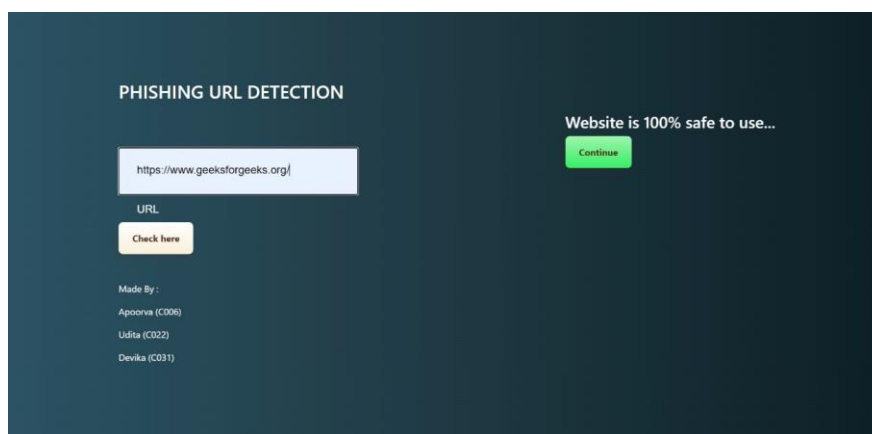 PHISHING URL DETECTION
https://www.geeksforgeeks.org/
URL
Check here
Made By :
Apoorva (C006)
Udita (C022)
Devika (C031)
Website is 100% safe to use...
Continue